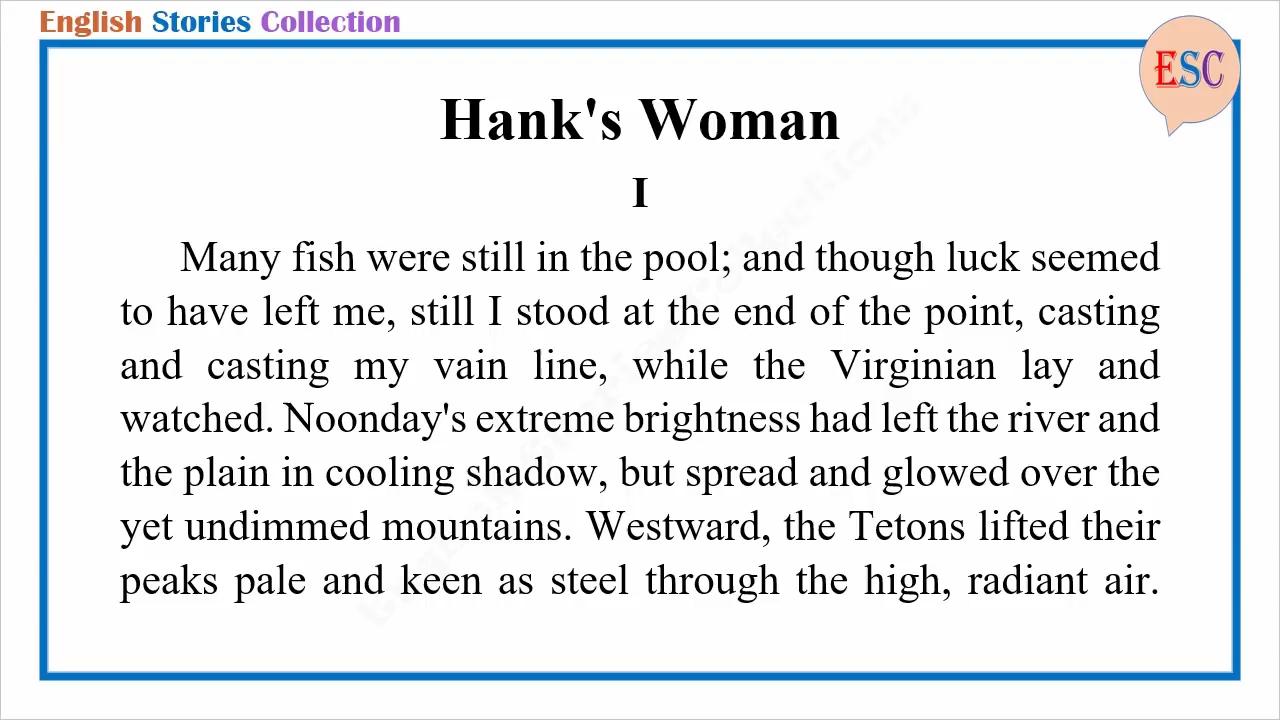 English Stories Collection
ESC
Hank's Woman
I
Many fish were still in the pool; and though luck seemed
to have left me, still I stood at the end of the point, casting
and casting my vain line, while the Virginian lay and
watched. Noonday's extreme brightness had left the river and
the plain in cooling shadow, but spread and glowed over the
yet undimmed mountains. Westward, the Tetons lifted their
peaks pale and keen as steel through the high, radiant air.